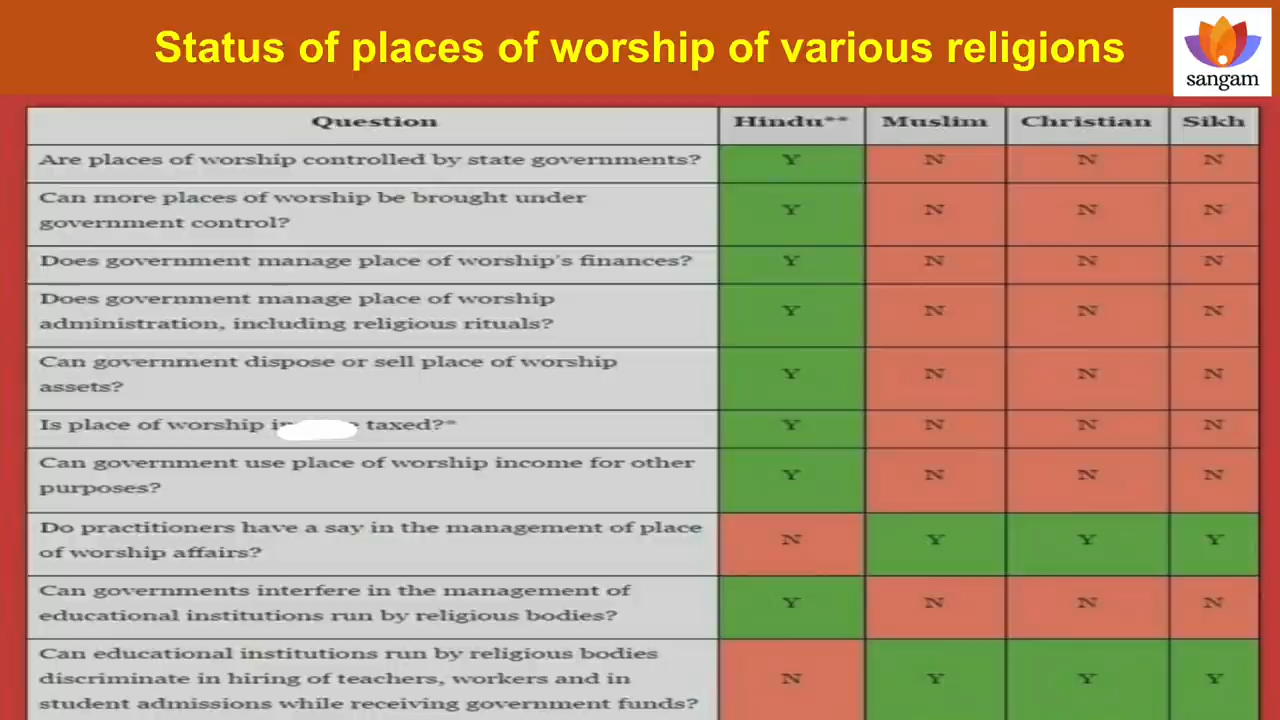 Status of places of worship of various religions
sangam
Question Hindu** Muslim Christian Sikh
Are places of worship controlled by state governments? Y N N N
Can more places of worship be brought under
government control? Y N N N
Does government manage place of worship's finances? Y N N N
Does government manage place of worship
administration, including religious rituals? Y N N N
Can government dispose or sell place of worship
assets? Y N N N
Is place of worship taxed?* Y N N N
Can government use place of worship income for other
purposes? Y N N N
Do practitioners have a say in the management of place
of worship affairs? N Y Y Y
Can governments interfere in the management of
educational institutions run by religious bodies? Y N N N
Can educational institutions run by religious bodies
discriminate in hiring of teachers, workers and in
student admissions while receiving government funds? N Y Y Y